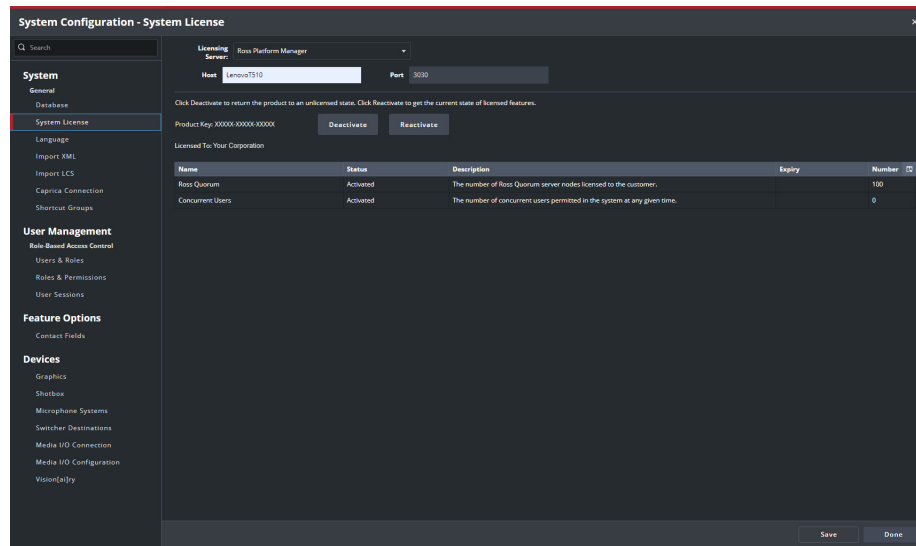 System Configuration - System License
×
Search
System
General
Database
System License
Language
Import XML
Import LCS
Caprica Connection
Shortcut Groups
User Management
Role-Based Access Control
Users & Roles
Roles & Permissions
User Sessions
Feature Options
Contact Fields
Devices
Graphics
Shotbox
Microphone Systems
Switcher Destinations
Media I/O Connection
Media I/O Configuration
Vision[ai]ry
Licensing Server: Ross Platform Manager
Host LenovoT510 Port 3030
Click Deactivate to return the product to an unlicensed state. Click Reactivate to get the current state of licensed features.
Product Key: XXXXX-XXXXX-XXXXX Deactivate Reactivate
Licensed To: Your Corporation
Name Status Description Expiry Number
Ross Quorum Activated The number of Ross Quorum server nodes licensed to the customer. 100
Concurrent Users Activated The number of concurrent users permitted in the system at any given time. 0
Save Done